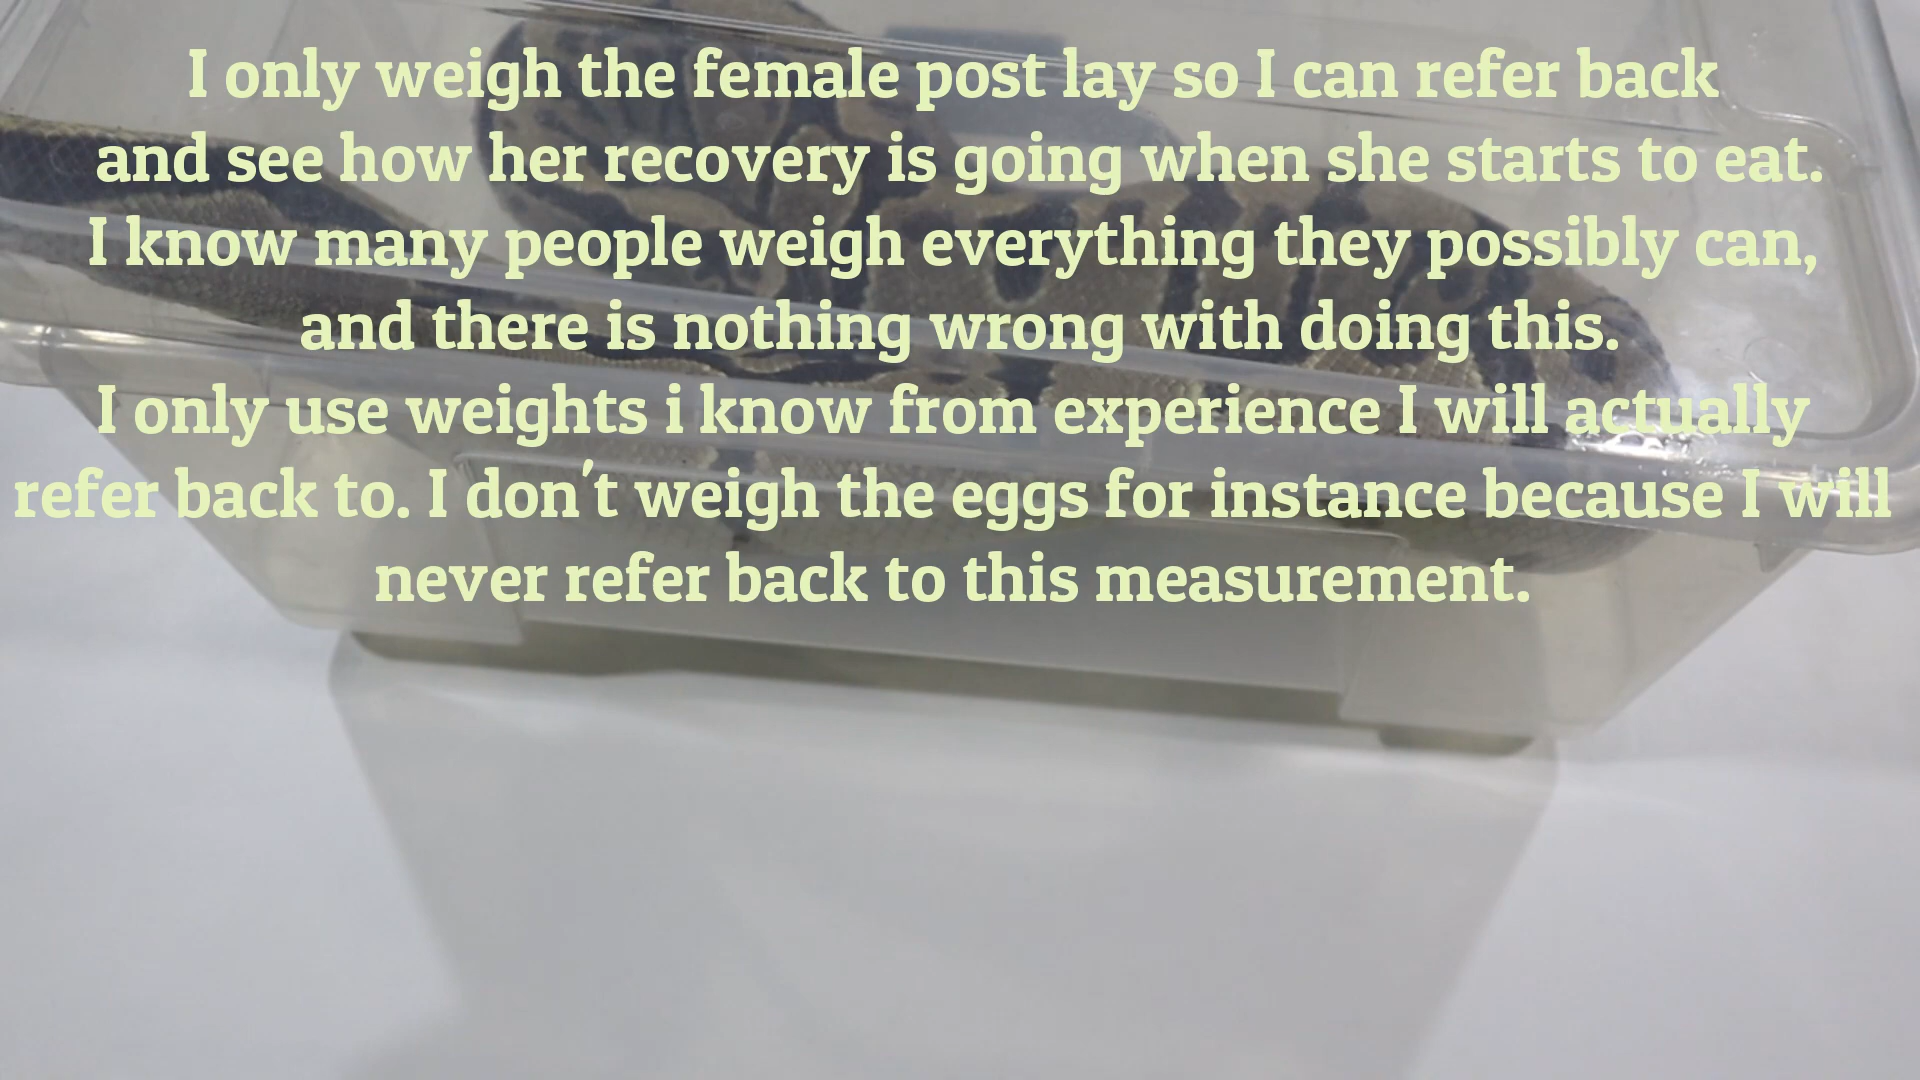 I only weigh the female post lay so I can refer back
and see how her recovery is going when she starts to eat.
I know many people weigh everything they possibly can,
and there is nothing wrong with doing this.
I only use weights i know from experience I will actually
refer back to. I don't weigh the eggs for instance because I will
never refer back to this measurement.